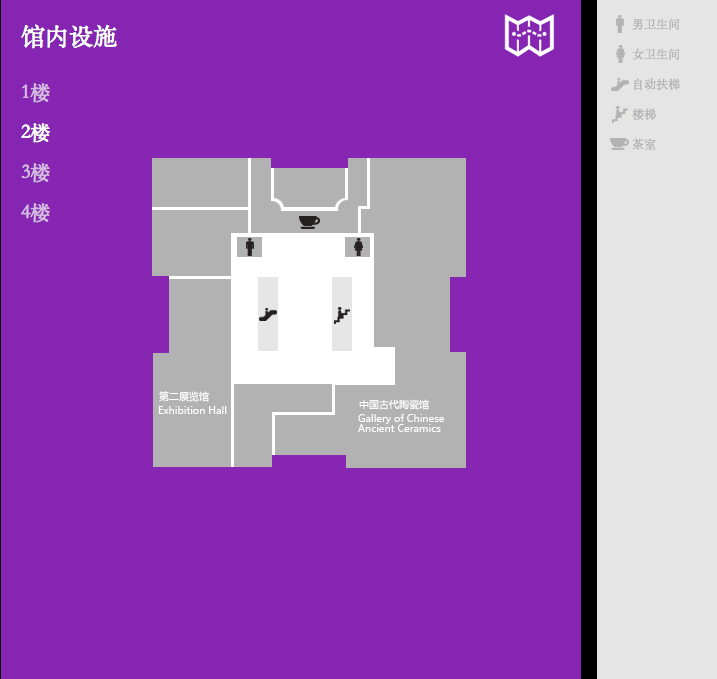 馆内设施
1楼
2楼
3楼
4楼
第二展览馆
Exhibition Hall
中国古代陶瓷馆
Gallery of Chinese
Ancient Ceramics
男卫生间
女卫生间
自动扶梯
楼梯
茶室